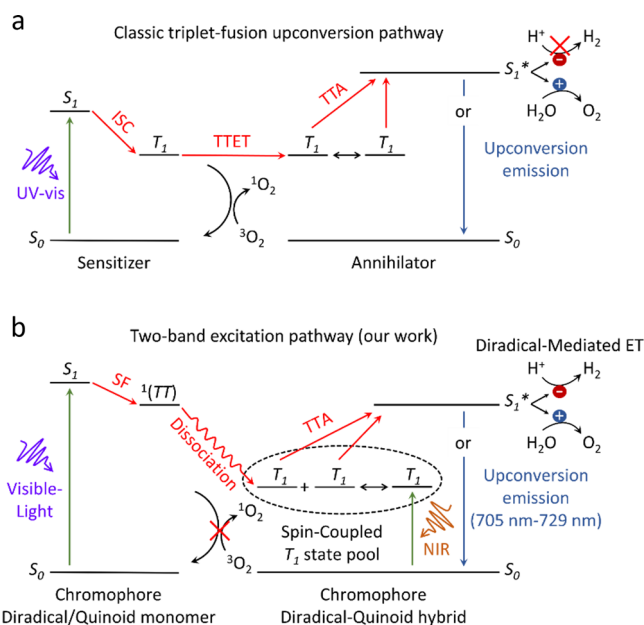 a
Classic triplet-fusion upconversion pathway
H⁺ H₂
S₁*
−
TTA
+
or
H₂O O₂
S₁
ISC
T₁
TTET
T₁ T₁
Upconversion
emission
UV-vis
¹O₂
³O₂
S₀
S₀
Sensitizer
Annihilator
b
Two-band excitation pathway (our work)
Diradical-Mediated ET
H⁺ H₂
S₁
SF
¹(TT)
S₁*
−
TTA
+
or
H₂O O₂
Dissociation
T₁ + T₁ T₁
Upconversion
emission
(705 nm-729 nm)
Visible-
Light
¹O₂
³O₂
Spin-Coupled
T₁ state pool
NIR
S₀
S₀
Chromophore
Diradical/Quinoid monomer
Chromophore
Diradical-Quinoid hybrid